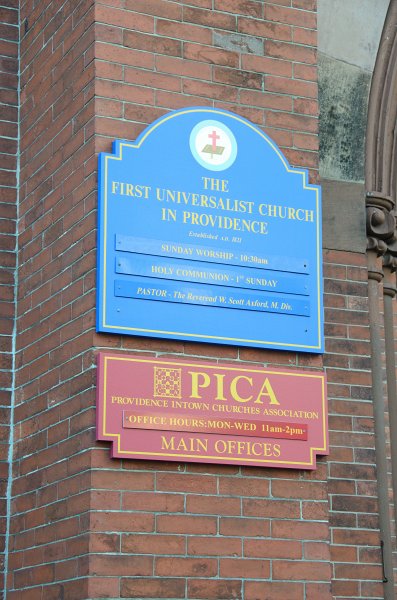 THE
FIRST UNIVERSALIST CHURCH
IN PROVIDENCE
Established A.D. 1821
SUNDAY WORSHIP - 10:30am
HOLY COMMUNION - 1st SUNDAY
PASTOR - The Reverend W. Scott Axford, M. Div.
PICA
PROVIDENCE INTOWN CHURCHES ASSOCIATION
OFFICE HOURS:MON-WED 11am-2pm
MAIN OFFICES